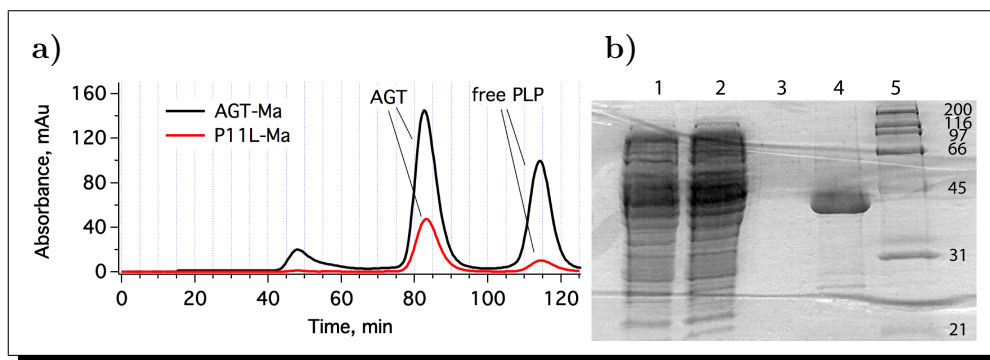 a)
b)
Absorbance, mAu
160
120
80
40
0
AGT-Ma
P11L-Ma
AGT
free PLP
0 20 40 60 80 100 120
Time, min
1 2 3 4 5
200
116
97
66
45
31
21